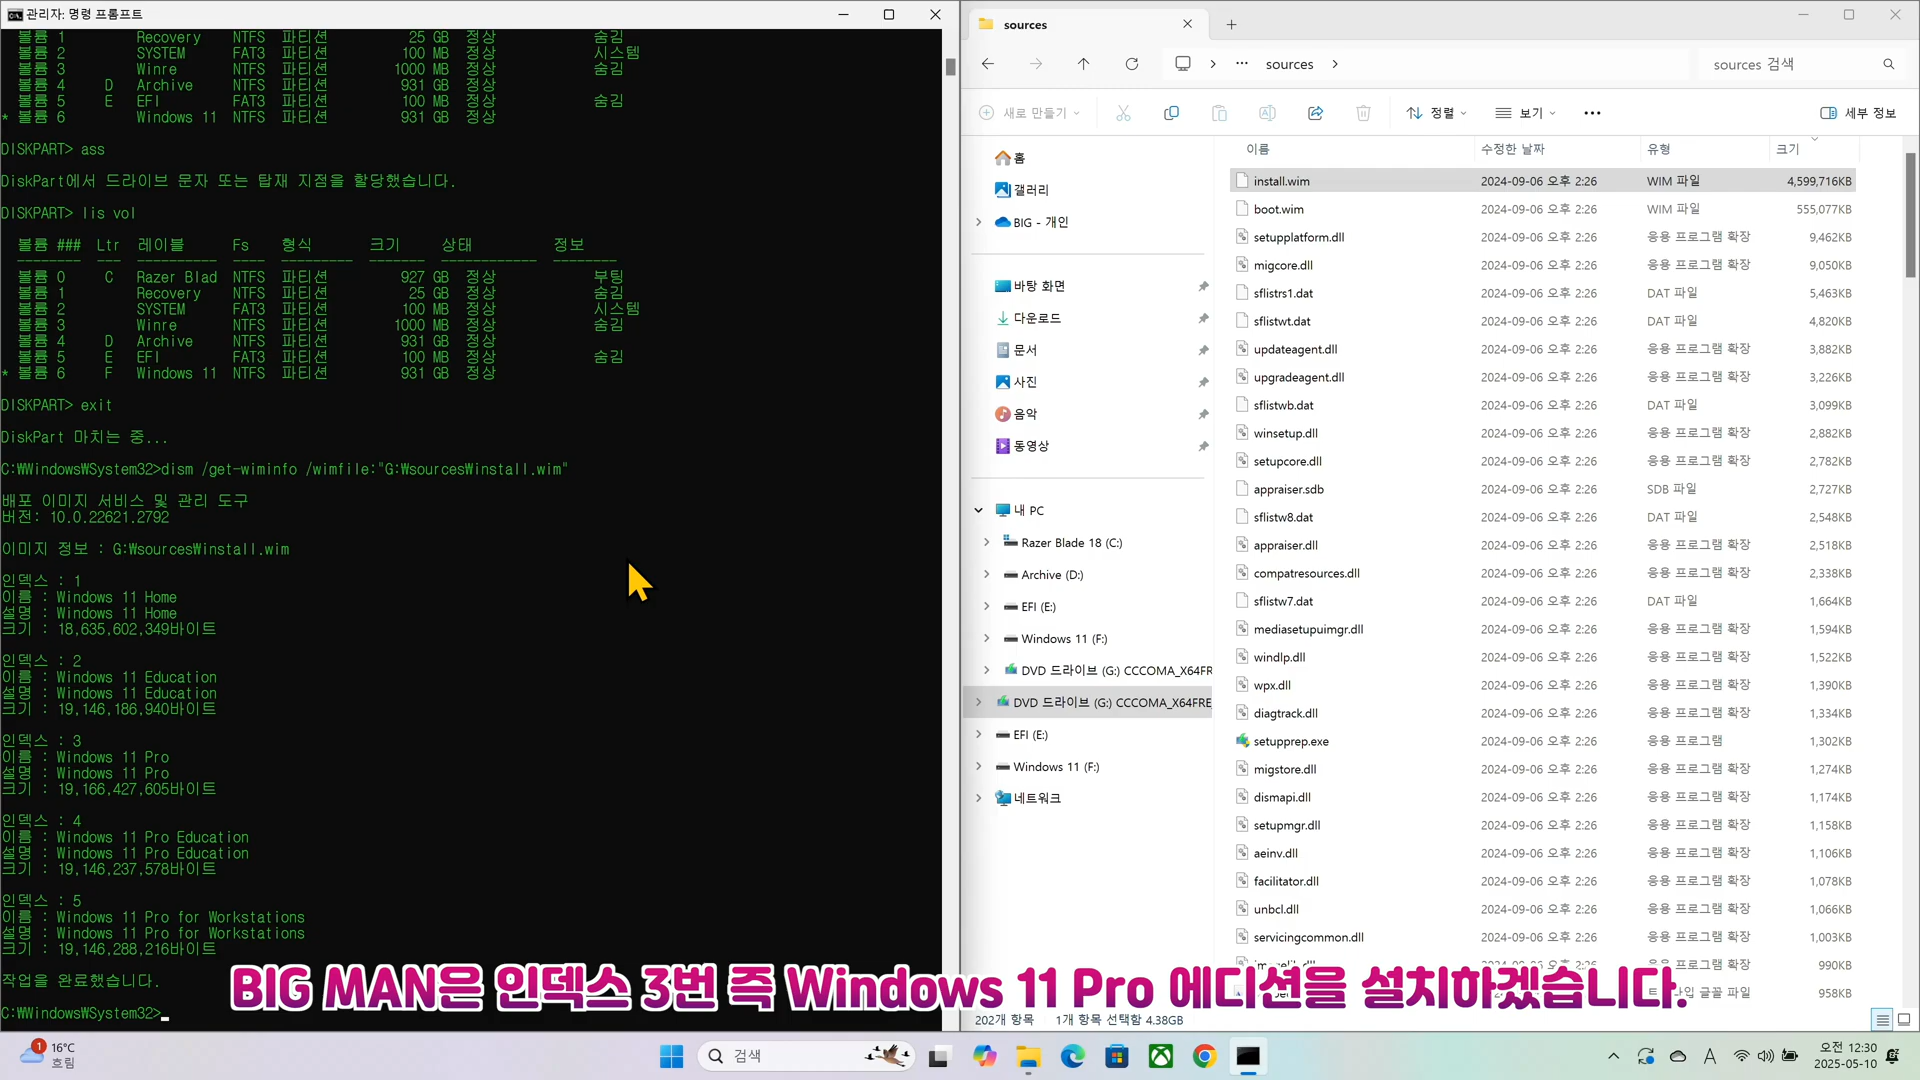 관리자: 명령 프롬프트
볼륨 1 Recovery NTFS 파티션 25 GB 정상 숨김
볼륨 2 SYSTEM FAT3 파티션 100 MB 정상 시스템
볼륨 3 Winre NTFS 파티션 1000 MB 정상 숨김
볼륨 4 D Archive NTFS 파티션 931 GB 정상
볼륨 5 E EFI FAT3 파티션 100 MB 정상 숨김
* 볼륨 6 Windows 11 NTFS 파티션 931 GB 정상
DISKPART> ass
DiskPart에서 드라이브 문자 또는 탑재 지점을 할당했습니다.
DISKPART> lis vol
볼륨 ### Ltr 레이블 Fs 형식 크기 상태 정보
볼륨 0 C Razer Blad NTFS 파티션 927 GB 정상 부팅
볼륨 1 Recovery NTFS 파티션 25 GB 정상 숨김
볼륨 2 SYSTEM FAT3 파티션 100 MB 정상 시스템
볼륨 3 Winre NTFS 파티션 1000 MB 정상 숨김
볼륨 4 D Archive NTFS 파티션 931 GB 정상
볼륨 5 E EFI FAT3 파티션 100 MB 정상 숨김
* 볼륨 6 F Windows 11 NTFS 파티션 931 GB 정상
DISKPART> exit
DiskPart 마치는 중...
C:₩Windows₩System32>dism /get-wiminfo /wimfile:"G:₩sources₩install.wim"
배포 이미지 서비스 및 관리 도구
버전: 10.0.22621.2792
이미지 정보 : G:₩sources₩install.wim
인덱스 : 1
이름 : Windows 11 Home
설명 : Windows 11 Home
크기 : 18,635,602,349바이트
인덱스 : 2
이름 : Windows 11 Education
설명 : Windows 11 Education
크기 : 19,146,186,940바이트
인덱스 : 3
이름 : Windows 11 Pro
설명 : Windows 11 Pro
크기 : 19,166,427,605바이트
인덱스 : 4
이름 : Windows 11 Pro Education
설명 : Windows 11 Pro Education
크기 : 19,146,237,578바이트
인덱스 : 5
이름 : Windows 11 Pro for Workstations
설명 : Windows 11 Pro for Workstations
크기 : 19,146,288,216바이트
작업을 완료했습니다.
C:₩Windows₩System32>
sources
sources
sources 검색
새로 만들기 정렬 보기 세부 정보
홈
갤러리
BIG - 개인
바탕 화면
다운로드
문서
사진
음악
동영상
내 PC
Razer Blade 18 (C:)
Archive (D:)
EFI (E:)
Windows 11 (F:)
DVD 드라이브 (G:) CCCOMA_X64FR
DVD 드라이브 (G:) CCCOMA_X64FRE
EFI (E:)
Windows 11 (F:)
네트워크
이름 수정한 날짜 유형 크기
install.wim 2024-09-06 오후 2:26 WIM 파일 4,599,716KB
boot.wim 2024-09-06 오후 2:26 WIM 파일 555,077KB
setupplatform.dll 2024-09-06 오후 2:26 응용 프로그램 확장 9,462KB
migcore.dll 2024-09-06 오후 2:26 응용 프로그램 확장 9,050KB
sflistrs1.dat 2024-09-06 오후 2:26 DAT 파일 5,463KB
sflistwt.dat 2024-09-06 오후 2:26 DAT 파일 4,820KB
updateagent.dll 2024-09-06 오후 2:26 응용 프로그램 확장 3,882KB
upgradeagent.dll 2024-09-06 오후 2:26 응용 프로그램 확장 3,226KB
sflistwb.dat 2024-09-06 오후 2:26 DAT 파일 3,099KB
winsetup.dll 2024-09-06 오후 2:26 응용 프로그램 확장 2,882KB
setupcore.dll 2024-09-06 오후 2:26 응용 프로그램 확장 2,782KB
appraiser.sdb 2024-09-06 오후 2:26 SDB 파일 2,727KB
sflistw8.dat 2024-09-06 오후 2:26 DAT 파일 2,548KB
appraiser.dll 2024-09-06 오후 2:26 응용 프로그램 확장 2,518KB
compatresources.dll 2024-09-06 오후 2:26 응용 프로그램 확장 2,338KB
sflistw7.dat 2024-09-06 오후 2:26 DAT 파일 1,664KB
mediasetupuimgr.dll 2024-09-06 오후 2:26 응용 프로그램 확장 1,594KB
windlp.dll 2024-09-06 오후 2:26 응용 프로그램 확장 1,522KB
wpx.dll 2024-09-06 오후 2:26 응용 프로그램 확장 1,390KB
diagtrack.dll 2024-09-06 오후 2:26 응용 프로그램 확장 1,334KB
setupprep.exe 2024-09-06 오후 2:26 응용 프로그램 1,302KB
migstore.dll 2024-09-06 오후 2:26 응용 프로그램 확장 1,274KB
dismapi.dll 2024-09-06 오후 2:26 응용 프로그램 확장 1,174KB
setupmgr.dll 2024-09-06 오후 2:26 응용 프로그램 확장 1,158KB
aeinv.dll 2024-09-06 오후 2:26 응용 프로그램 확장 1,106KB
facilitator.dll 2024-09-06 오후 2:26 응용 프로그램 확장 1,078KB
unbcl.dll 2024-09-06 오후 2:26 응용 프로그램 확장 1,066KB
servicingcommon.dll 2024-09-06 오후 2:26 응용 프로그램 확장 1,003KB
990KB
글꼴 파일 958KB
202개 항목 1개 항목 선택함 4.38GB
BIG MAN은 인덱스 3번 즉 Windows 11 Pro 에디션을 설치하겠습니다.
1 16°C
흐림
검색
A
오전 12:30
2025-05-10